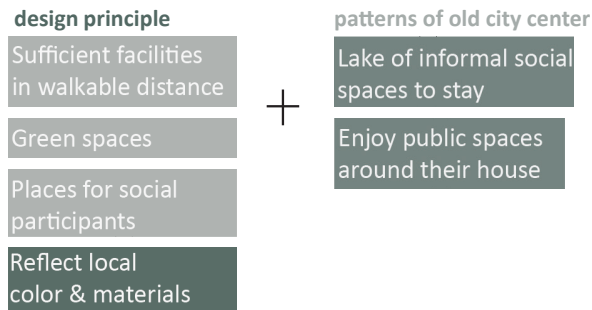 design principle
Sufficient facilities
in walkable distance
Green spaces
Places for social
participants
Reflect local
color & materials
+
patterns of old city center
Lake of informal social
spaces to stay
Enjoy public spaces
around their house